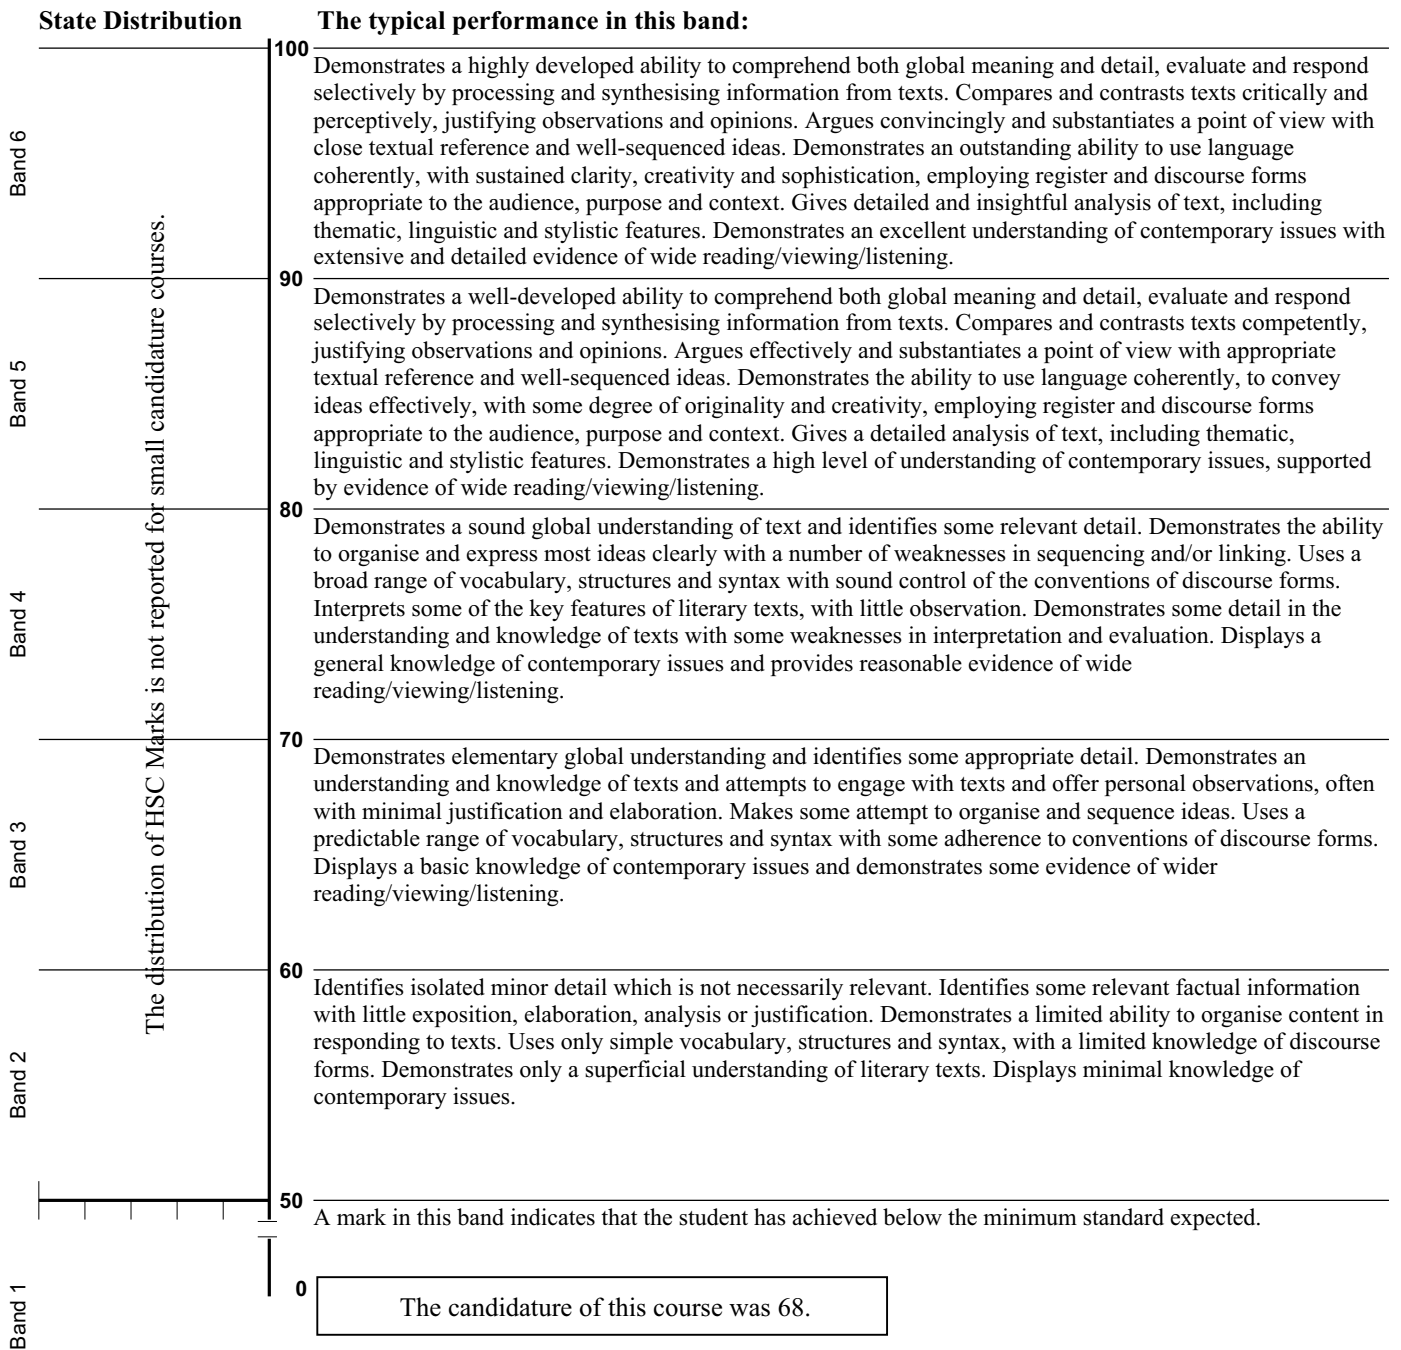 State Distribution
The typical performance in this band:
100
Band 6
Demonstrates a highly developed ability to comprehend both global meaning and detail, evaluate and respond
selectively by processing and synthesising information from texts. Compares and contrasts texts critically and
perceptively, justifying observations and opinions. Argues convincingly and substantiates a point of view with
close textual reference and well-sequenced ideas. Demonstrates an outstanding ability to use language
coherently, with sustained clarity, creativity and sophistication, employing register and discourse forms
appropriate to the audience, purpose and context. Gives detailed and insightful analysis of text, including
thematic, linguistic and stylistic features. Demonstrates an excellent understanding of contemporary issues with
extensive and detailed evidence of wide reading/viewing/listening.
The distribution of HSC Marks is not reported for small candidature courses.
90
Band 5
Demonstrates a well-developed ability to comprehend both global meaning and detail, evaluate and respond
selectively by processing and synthesising information from texts. Compares and contrasts texts competently,
justifying observations and opinions. Argues effectively and substantiates a point of view with appropriate
textual reference and well-sequenced ideas. Demonstrates the ability to use language coherently, to convey
ideas effectively, with some degree of originality and creativity, employing register and discourse forms
appropriate to the audience, purpose and context. Gives a detailed analysis of text, including thematic,
linguistic and stylistic features. Demonstrates a high level of understanding of contemporary issues, supported
by evidence of wide reading/viewing/listening.
80
Band 4
Demonstrates a sound global understanding of text and identifies some relevant detail. Demonstrates the ability
to organise and express most ideas clearly with a number of weaknesses in sequencing and/or linking. Uses a
broad range of vocabulary, structures and syntax with sound control of the conventions of discourse forms.
Interprets some of the key features of literary texts, with little observation. Demonstrates some detail in the
understanding and knowledge of texts with some weaknesses in interpretation and evaluation. Displays a
general knowledge of contemporary issues and provides reasonable evidence of wide
reading/viewing/listening.
70
Band 3
Demonstrates elementary global understanding and identifies some appropriate detail. Demonstrates an
understanding and knowledge of texts and attempts to engage with texts and offer personal observations, often
with minimal justification and elaboration. Makes some attempt to organise and sequence ideas. Uses a
predictable range of vocabulary, structures and syntax with some adherence to conventions of discourse forms.
Displays a basic knowledge of contemporary issues and demonstrates some evidence of wider
reading/viewing/listening.
60
Band 2
Identifies isolated minor detail which is not necessarily relevant. Identifies some relevant factual information
with little exposition, elaboration, analysis or justification. Demonstrates a limited ability to organise content in
responding to texts. Uses only simple vocabulary, structures and syntax, with a limited knowledge of discourse
forms. Demonstrates only a superficial understanding of literary texts. Displays minimal knowledge of
contemporary issues.
50
A mark in this band indicates that the student has achieved below the minimum standard expected.
Band 1
0
The candidature of this course was 68.